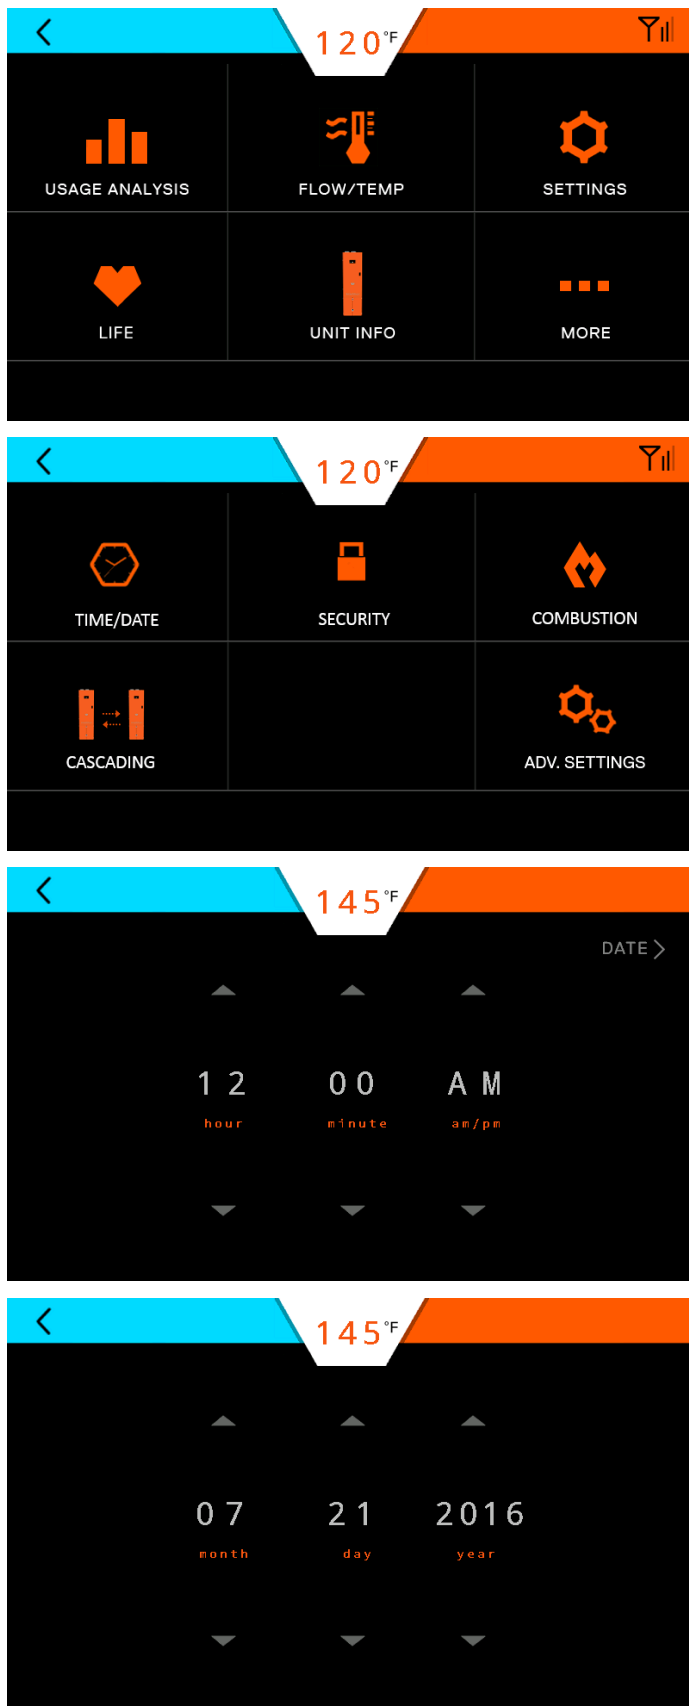 120°F
USAGE ANALYSIS FLOW/TEMP SETTINGS
LIFE UNIT INFO MORE
120°F
TIME/DATE SECURITY COMBUSTION
CASCADING ADV. SETTINGS
145°F
DATE
12 00 AM
hour minute am/pm
145°F
07 21 2016
month day year